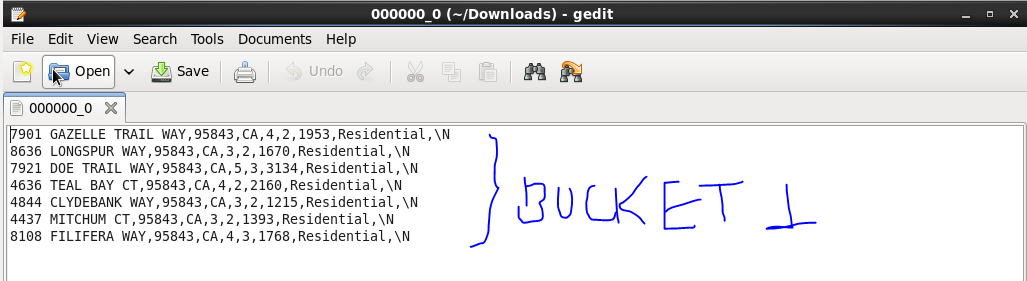 000000_0 (~/Downloads) - gedit
File Edit View Search Tools Documents Help
Open Save Undo
000000_0
7901 GAZELLE TRAIL WAY,95843,CA,4,2,1953,Residential,\N
8636 LONGSPUR WAY,95843,CA,3,2,1670,Residential,\N
7921 DOE TRAIL WAY,95843,CA,5,3,3134,Residential,\N
4636 TEAL BAY CT,95843,CA,4,2,2160,Residential,\N
4844 CLYDEBANK WAY,95843,CA,3,2,1215,Residential,\N
4437 MITCHUM CT,95843,CA,3,2,1393,Residential,\N
8108 FILIFERA WAY,95843,CA,4,3,1768,Residential,\N
BUCKET 1